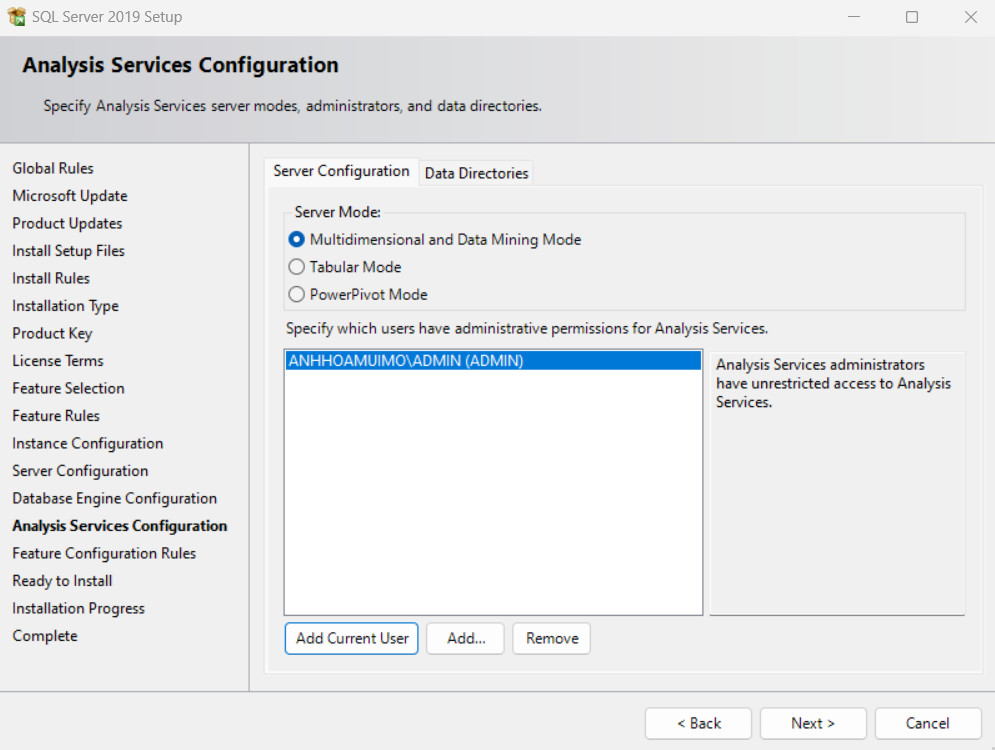 SQL Server 2019 Setup
Analysis Services Configuration
Specify Analysis Services server modes, administrators, and data directories.
Global Rules
Microsoft Update
Product Updates
Install Setup Files
Install Rules
Installation Type
Product Key
License Terms
Feature Selection
Feature Rules
Instance Configuration
Server Configuration
Database Engine Configuration
Analysis Services Configuration
Feature Configuration Rules
Ready to Install
Installation Progress
Complete
Server Configuration
Data Directories
Server Mode:
Multidimensional and Data Mining Mode
Tabular Mode
PowerPivot Mode
Specify which users have administrative permissions for Analysis Services.
ANHHOAMUIMO\ADMIN (ADMIN)
Analysis Services administrators
have unrestricted access to Analysis
Services.
Add Current User
Add...
Remove
< Back
Next >
Cancel